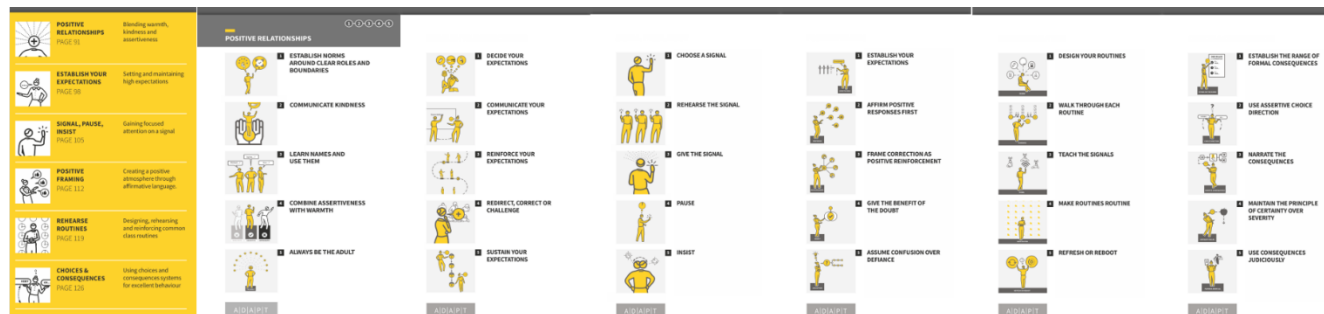 POSITIVE
RELATIONSHIPS
PAGE 91
Blending warmth,
kindness and
assertiveness
ESTABLISH YOUR
EXPECTATIONS
PAGE 98
Setting and maintaining
high expectations
SIGNAL, PAUSE,
INSIST
PAGE 105
Gaining focused
attention on a signal
POSITIVE
FRAMING
PAGE 112
Creating a positive
atmosphere through
affirmative language.
REHEARSE
ROUTINES
PAGE 119
Designing, rehearsing
and reinforcing common
class routines
CHOICES &
CONSEQUENCES
PAGE 126
Using choices and
consequences systems
for excellent behaviour
1 2 3 4 5
POSITIVE RELATIONSHIPS
1 ESTABLISH NORMS
AROUND CLEAR ROLES AND
BOUNDARIES
2 COMMUNICATE KINDNESS
3 LEARN NAMES AND
USE THEM
4 COMBINE ASSERTIVENESS
WITH WARMTH
5 ALWAYS BE THE ADULT
A|D|A|P|T
1 DECIDE YOUR
EXPECTATIONS
2 COMMUNICATE YOUR
EXPECTATIONS
3 REINFORCE YOUR
EXPECTATIONS
4 REDIRECT, CORRECT OR
CHALLENGE
5 SUSTAIN YOUR
EXPECTATIONS
A|D|A|P|T
1 CHOOSE A SIGNAL
2 REHEARSE THE SIGNAL
3 GIVE THE SIGNAL
4 PAUSE
5 INSIST
A|D|A|P|T
1 ESTABLISH YOUR
EXPECTATIONS
2 AFFIRM POSITIVE
RESPONSES FIRST
3 FRAME CORRECTION AS
POSITIVE REINFORCEMENT
4 GIVE THE BENEFIT OF
THE DOUBT
5 ASSUME CONFUSION OVER
DEFIANCE
A|D|A|P|T
1 DESIGN YOUR ROUTINES
2 WALK THROUGH EACH
ROUTINE
3 TEACH THE SIGNALS
4 MAKE ROUTINES ROUTINE
5 REFRESH OR REBOOT
A|D|A|P|T
1 ESTABLISH THE RANGE OF
FORMAL CONSEQUENCES
2 USE ASSERTIVE CHOICE
DIRECTION
3 NARRATE THE
CONSEQUENCES
4 MAINTAIN THE PRINCIPLE
OF CERTAINTY OVER
SEVERITY
5 USE CONSEQUENCES
JUDICIOUSLY
A|D|A|P|T